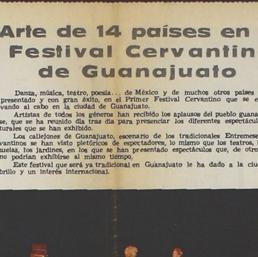 Arte de 14 países en
Festival Cervantin
de Guanajuato
Danza, música, teatro, poesía... de México y de muchos otros países
presentado y con gran éxito, en el Primer Festival Cervantino que se e
vando al cabo en la ciudad de Guanajuato.
Artistas de todos los géneros han recibido los aplausos del pueblo guana
se, que se ha reunido día tras día para presenciar los diferentes espectácul
turales que se han exhibido.
Los callejones de Guanajuato, escenario de los tradicionales Entremese
vantinos se han visto pletóricos de espectadores, lo mismo que los teatros,
zuelas, los jardines, en los que se han presentado espectáculos que, de otro
no podrían exhibirse al mismo tiempo.
Este festival que será ya tradicional en Guanajuato le ha dado a la ciud
brillo y un interés internacional.